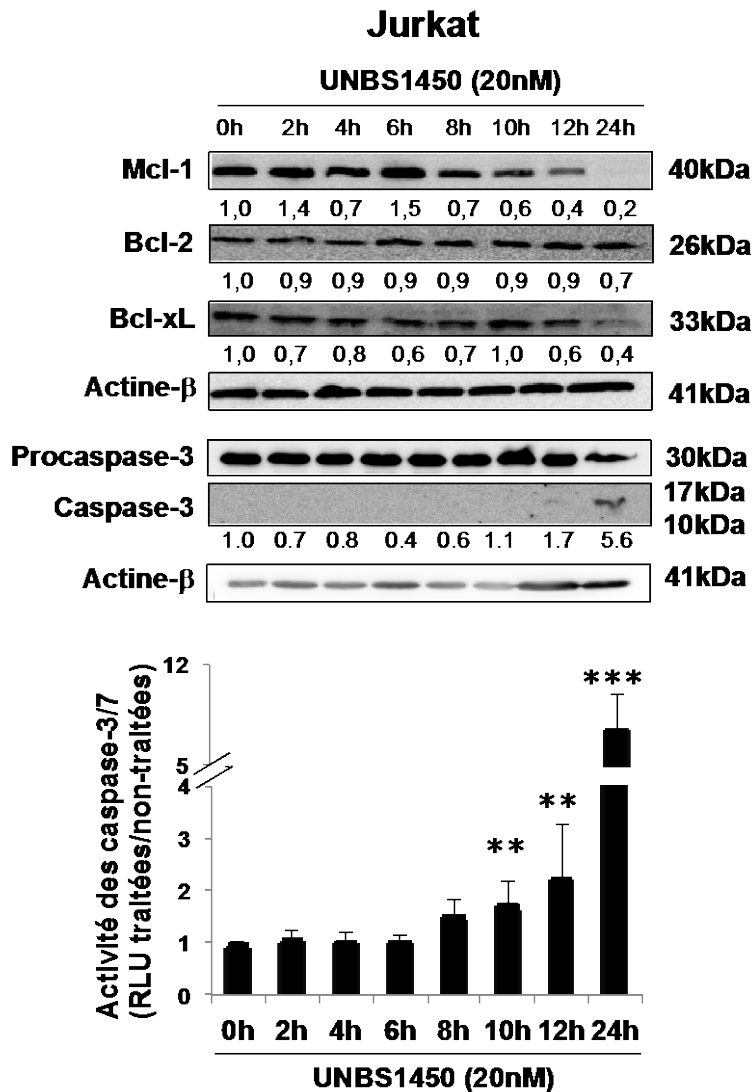 Jurkat
UNBS1450 (20nM)
0h 2h 4h 6h 8h 10h 12h 24h
Mcl-1 40kDa
1,0 1,4 0,7 1,5 0,7 0,6 0,4 0,2
Bcl-2 26kDa
1,0 0,9 0,9 0,9 0,9 0,9 0,9 0,7
Bcl-xL 33kDa
1,0 0,7 0,8 0,6 0,7 1,0 0,6 0,4
Actine-β 41kDa
Procaspase-3 30kDa
Caspase-3 17kDa
10kDa
1.0 0.7 0.8 0.4 0.6 1.1 1.7 5.6
Actine-β 41kDa
Activité des caspase-3/7
(RLU traitées/non-traitées)
12
5
4
3
2
1
0
** ** ***
0h 2h 4h 6h 8h 10h 12h 24h
UNBS1450 (20nM)